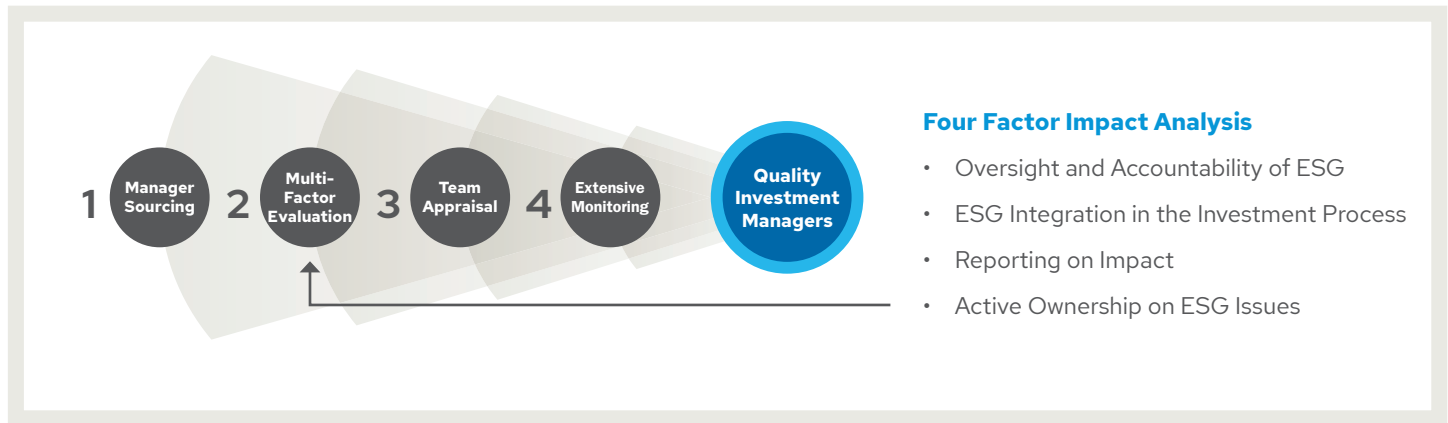 1
Manager
Sourcing
2
Multi-
Factor
Evaluation
3
Team
Appraisal
4
Extensive
Monitoring
Quality
Investment
Managers
Four Factor Impact Analysis
• Oversight and Accountability of ESG
• ESG Integration in the Investment Process
• Reporting on Impact
• Active Ownership on ESG Issues